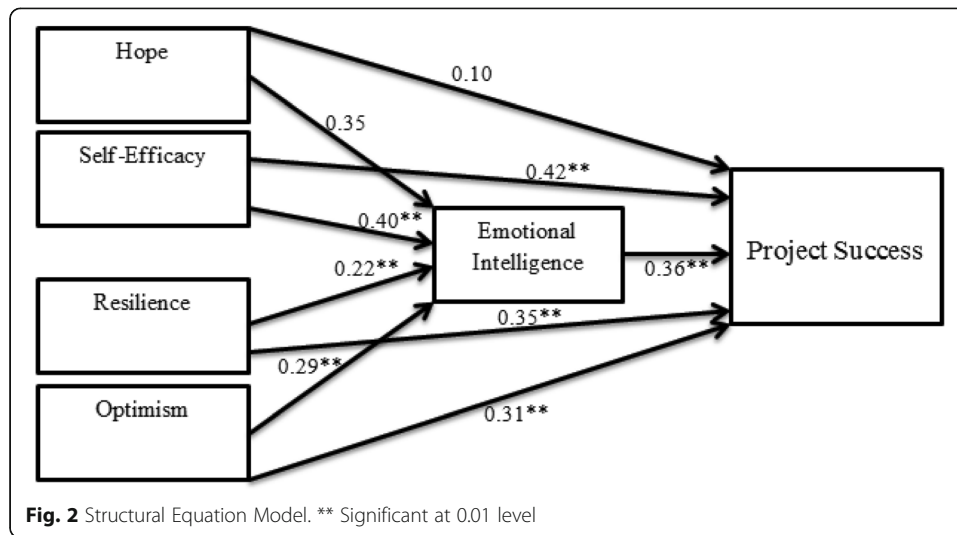 Hope
0.10
0.35
Self-Efficacy
0.42**
0.40**
Emotional
Intelligence
Project Success
0.22**
0.36**
Resilience
0.35**
0.29**
Optimism
0.31**
Fig. 2 Structural Equation Model. ** Significant at 0.01 level